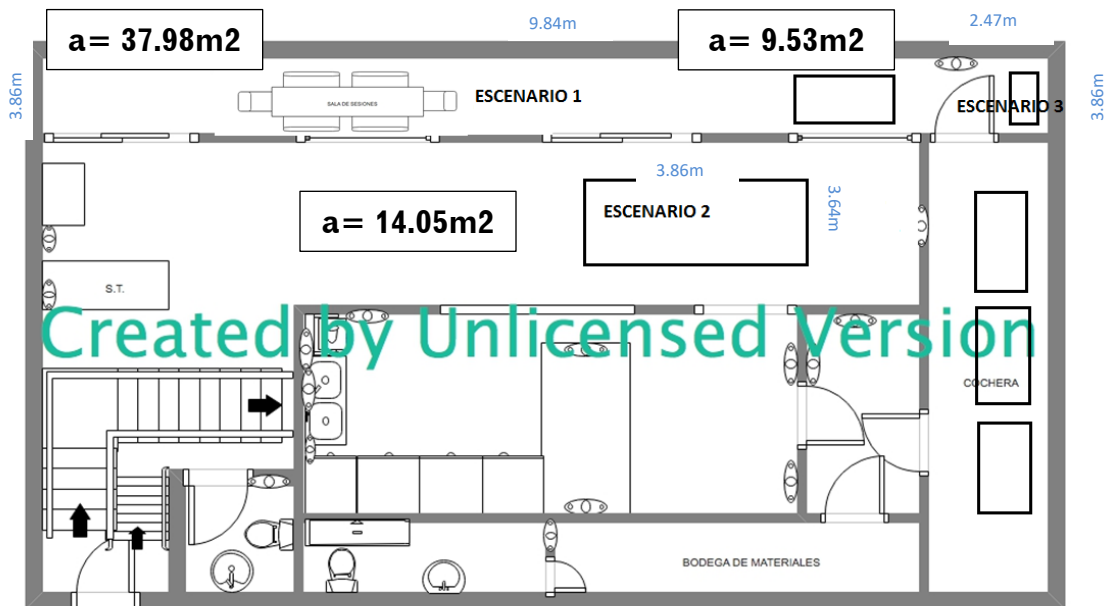 9.84m
2.47m
a= 37.98m2
a= 9.53m2
3.86m
3.86m
SALA DE SESIONES
ESCENARIO 1
ESCENARIO 3
3.86m
3.64m
ESCENARIO 2
a= 14.05m2
S.T.
Created by Unlicensed Version
COCHERA
BODEGA DE MATERIALES